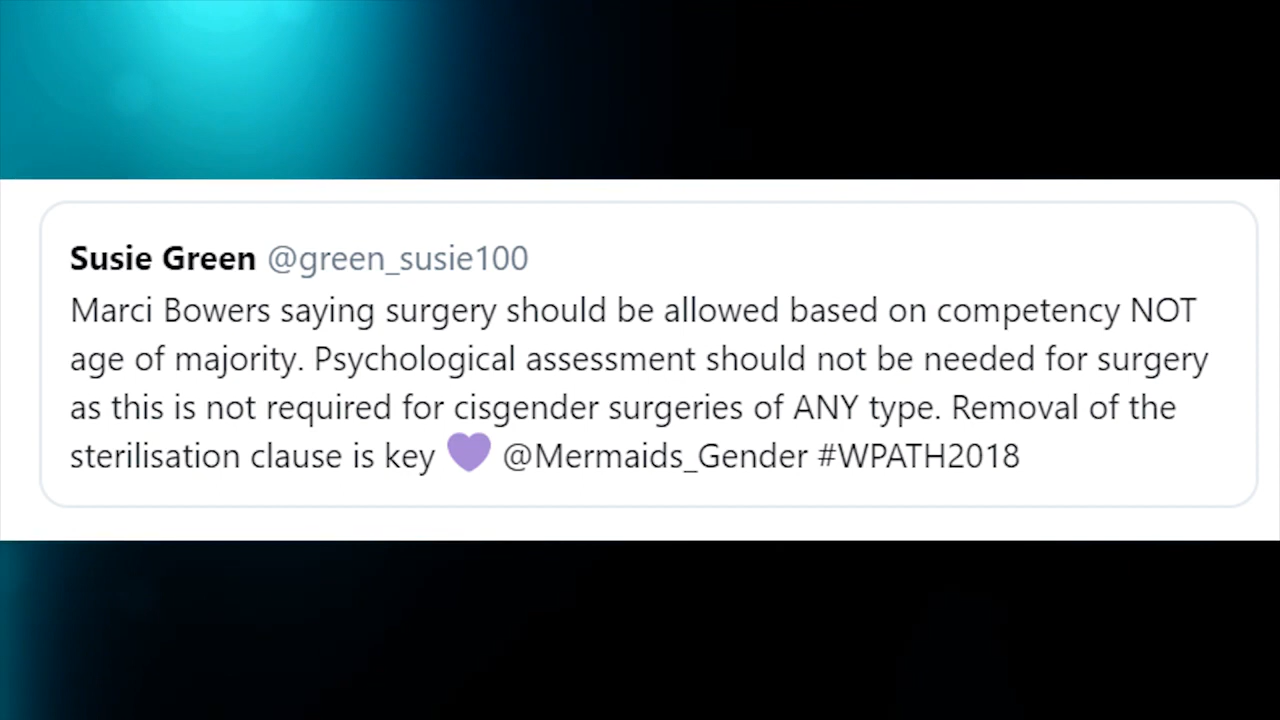 Susie Green @green_susie100
Marci Bowers saying surgery should be allowed based on competency NOT
age of majority. Psychological assessment should not be needed for surgery
as this is not required for cisgender surgeries of ANY type. Removal of the
sterilisation clause is key 💜 @Mermaids_Gender #WPATH2018